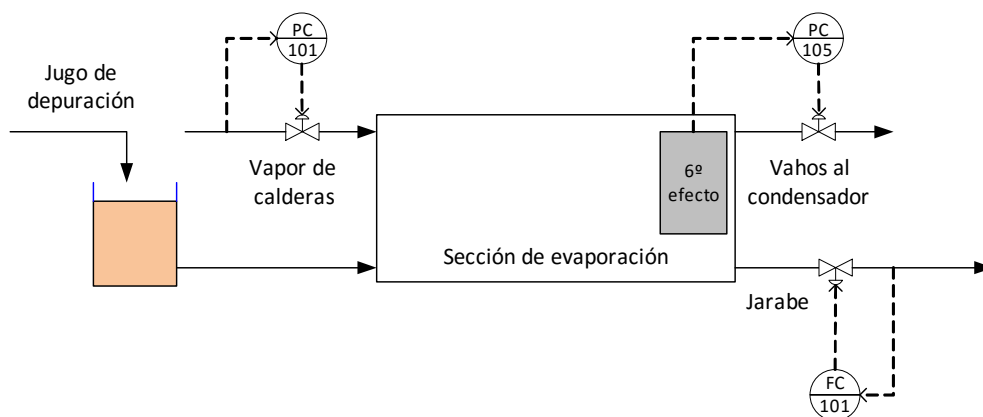 PC
101
PC
105
Jugo de
depuración
Vapor de
calderas
6º
efecto
Vahos al
condensador
Sección de evaporación
Jarabe
FC
101